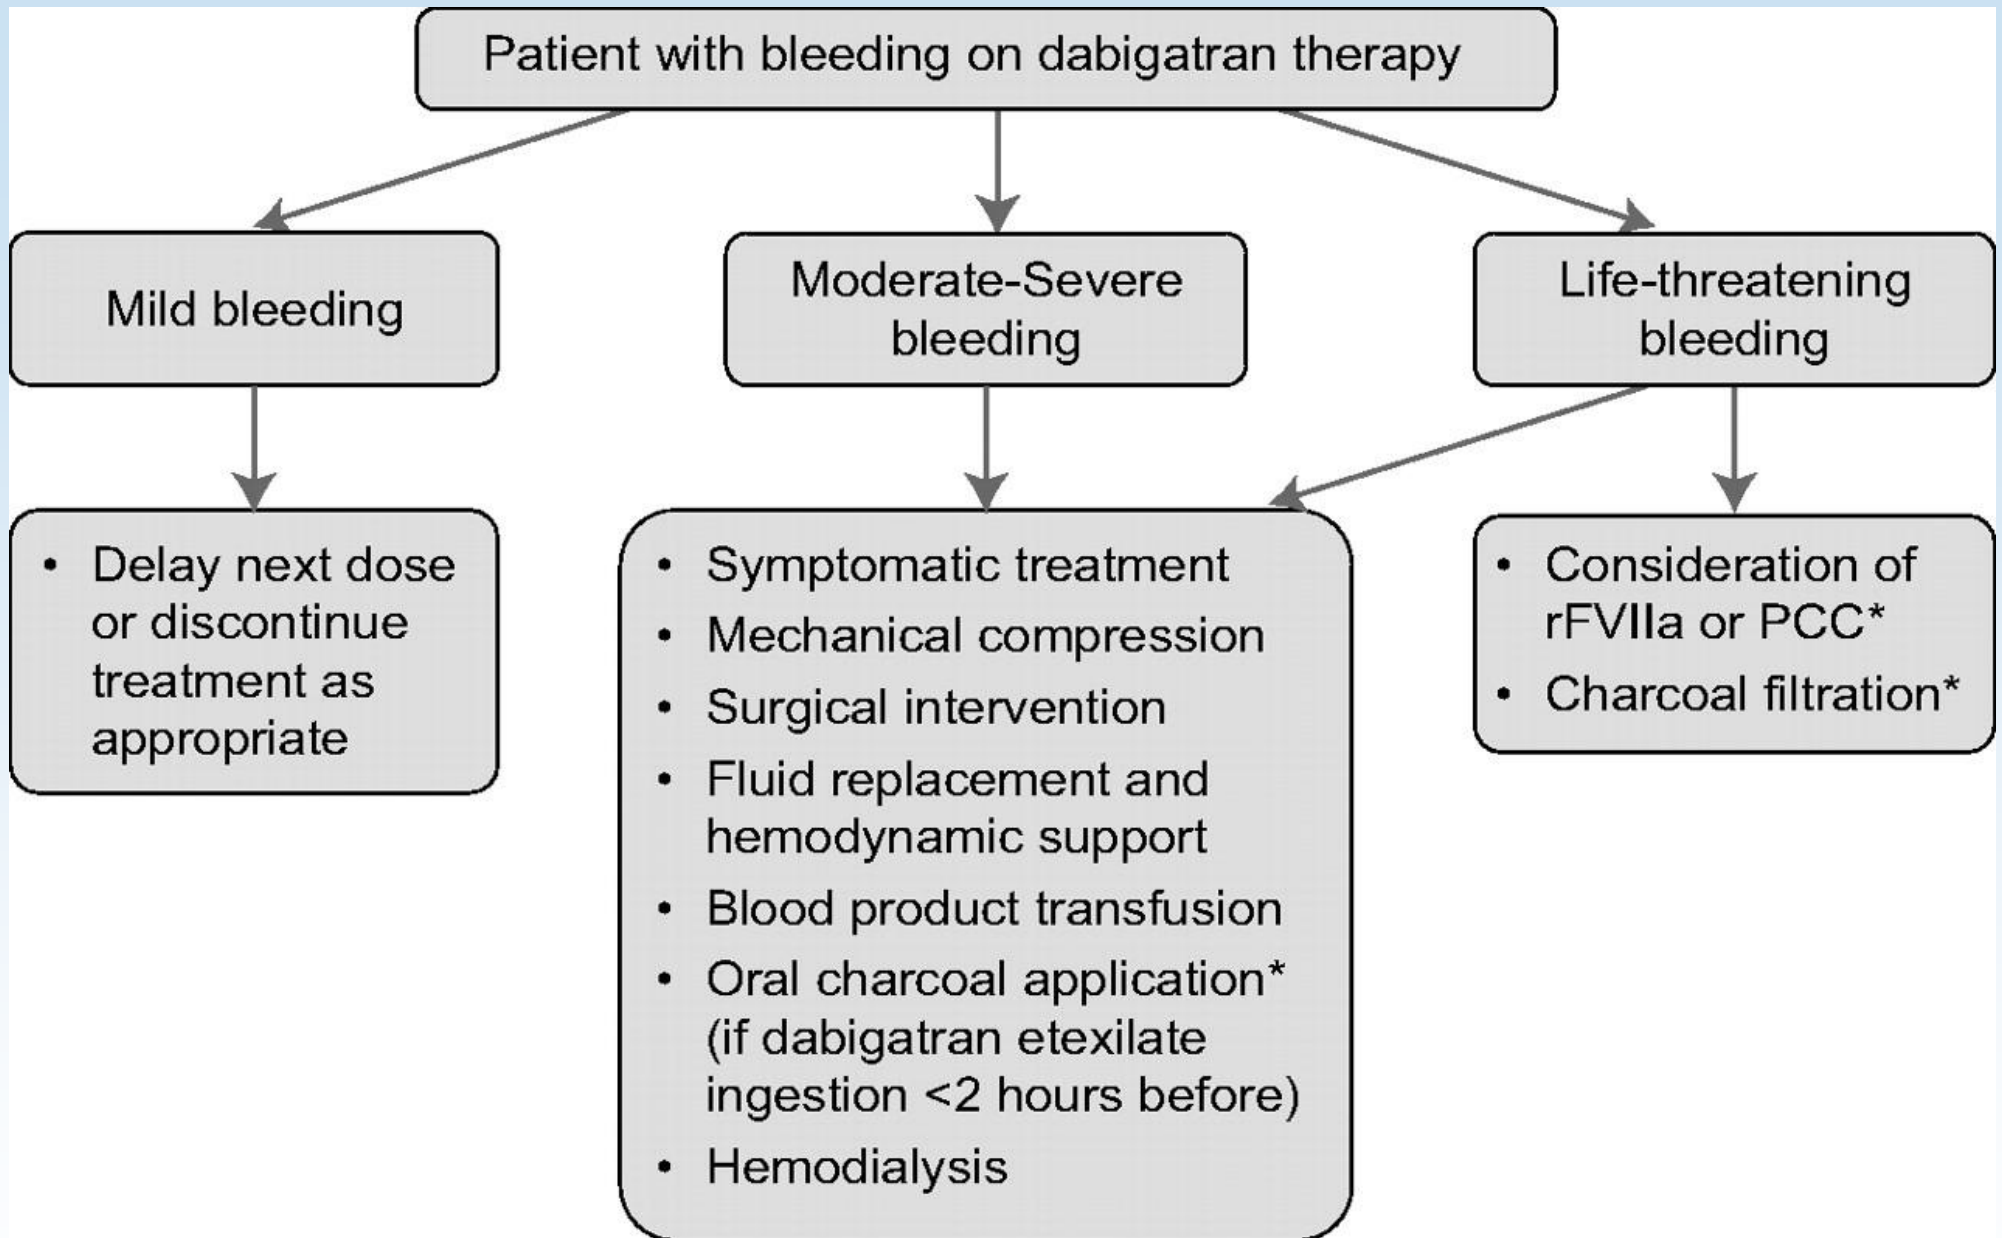 Patient with bleeding on dabigatran therapy
Mild bleeding
Moderate-Severe
bleeding
Life-threatening
bleeding
• Delay next dose
or discontinue
treatment as
appropriate
• Symptomatic treatment
• Mechanical compression
• Surgical intervention
• Fluid replacement and
hemodynamic support
• Blood product transfusion
• Oral charcoal application*
(if dabigatran etexilate
ingestion <2 hours before)
• Hemodialysis
• Consideration of
rFVIIa or PCC*
• Charcoal filtration*